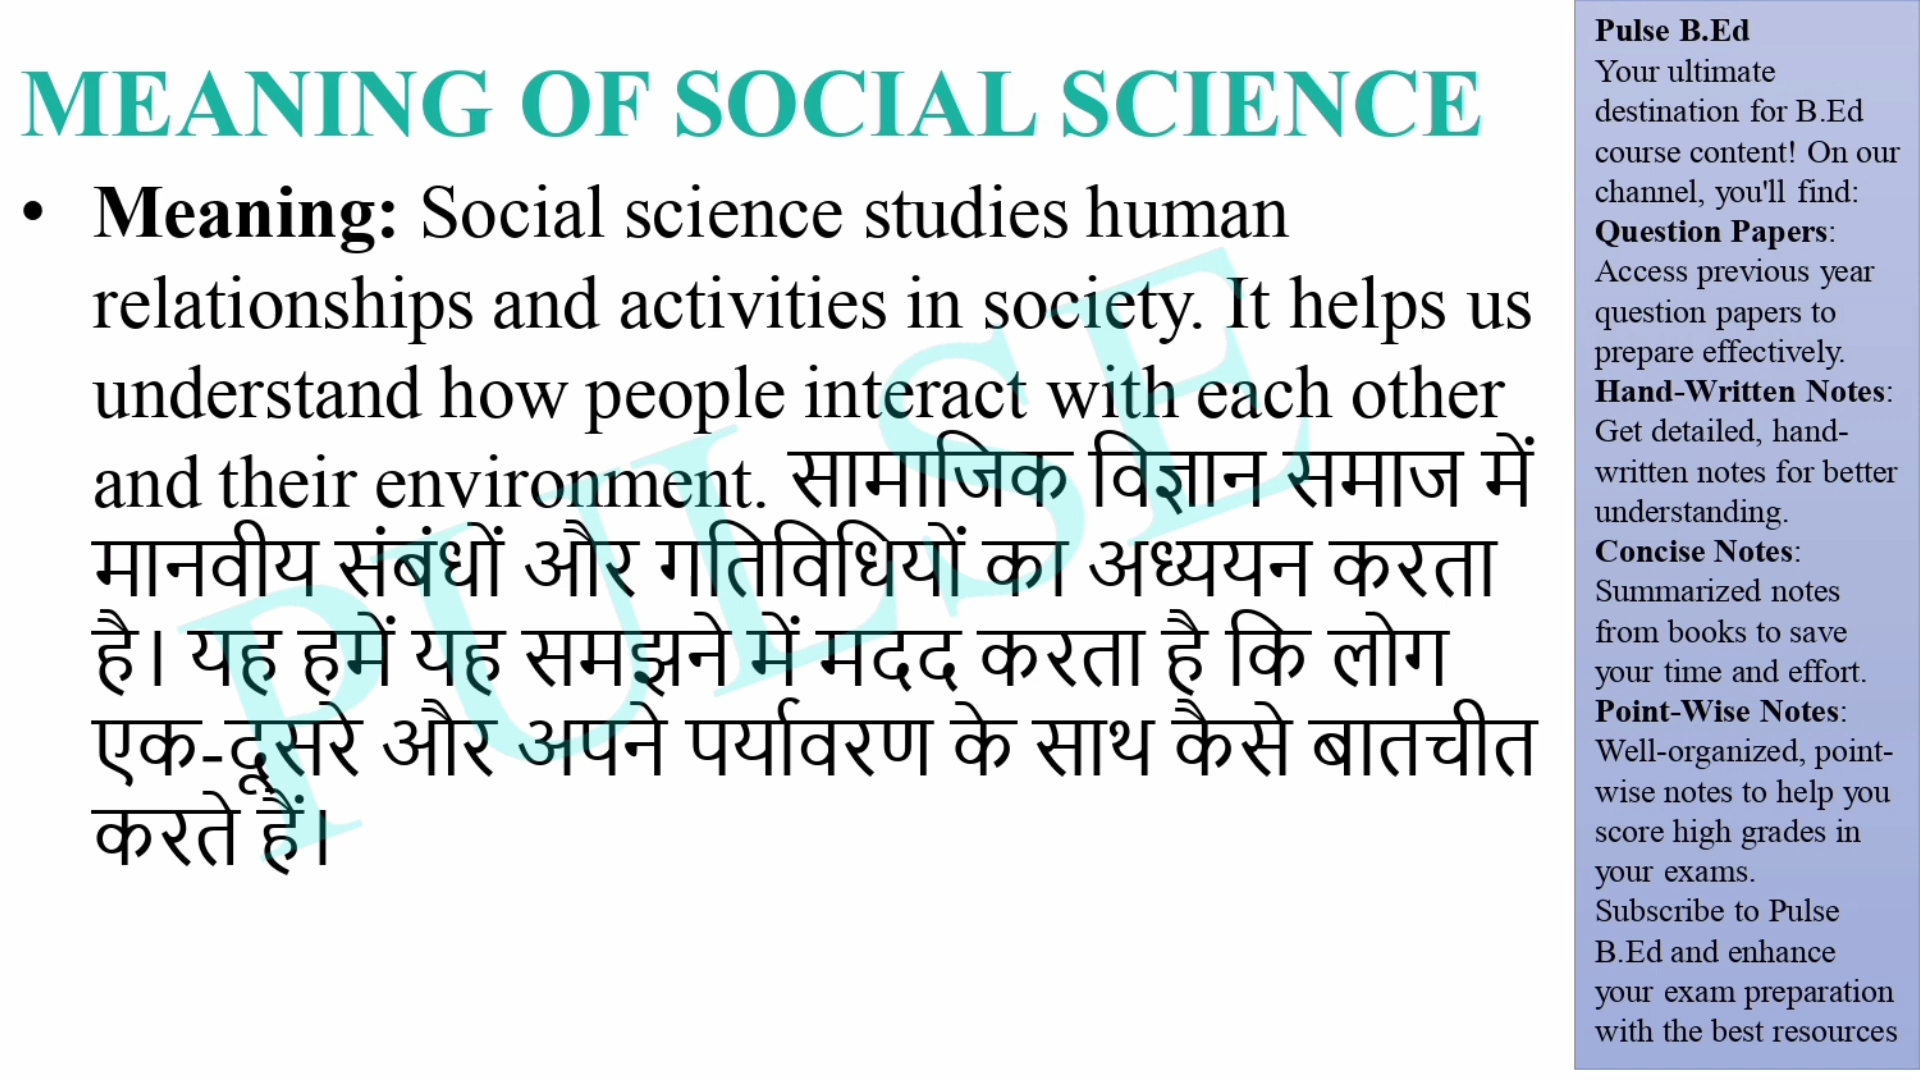 MEANING OF SOCIAL SCIENCE
• Meaning: Social science studies human
relationships and activities in society. It helps us
understand how people interact with each other
and their environment. सामाजिक विज्ञान समाज में
मानवीय संबंधों और गतिविधियों का अध्ययन करता
है। यह हमें यह समझने में मदद करता है कि लोग
एक-दूसरे और अपने पर्यावरण के साथ कैसे बातचीत
करते हैं।
PULSE
Pulse B.Ed
Your ultimate
destination for B.Ed
course content! On our
channel, you'll find:
Question Papers:
Access previous year
question papers to
prepare effectively.
Hand-Written Notes:
Get detailed, hand-
written notes for better
understanding.
Concise Notes:
Summarized notes
from books to save
your time and effort.
Point-Wise Notes:
Well-organized, point-
wise notes to help you
score high grades in
your exams.
Subscribe to Pulse
B.Ed and enhance
your exam preparation
with the best resources